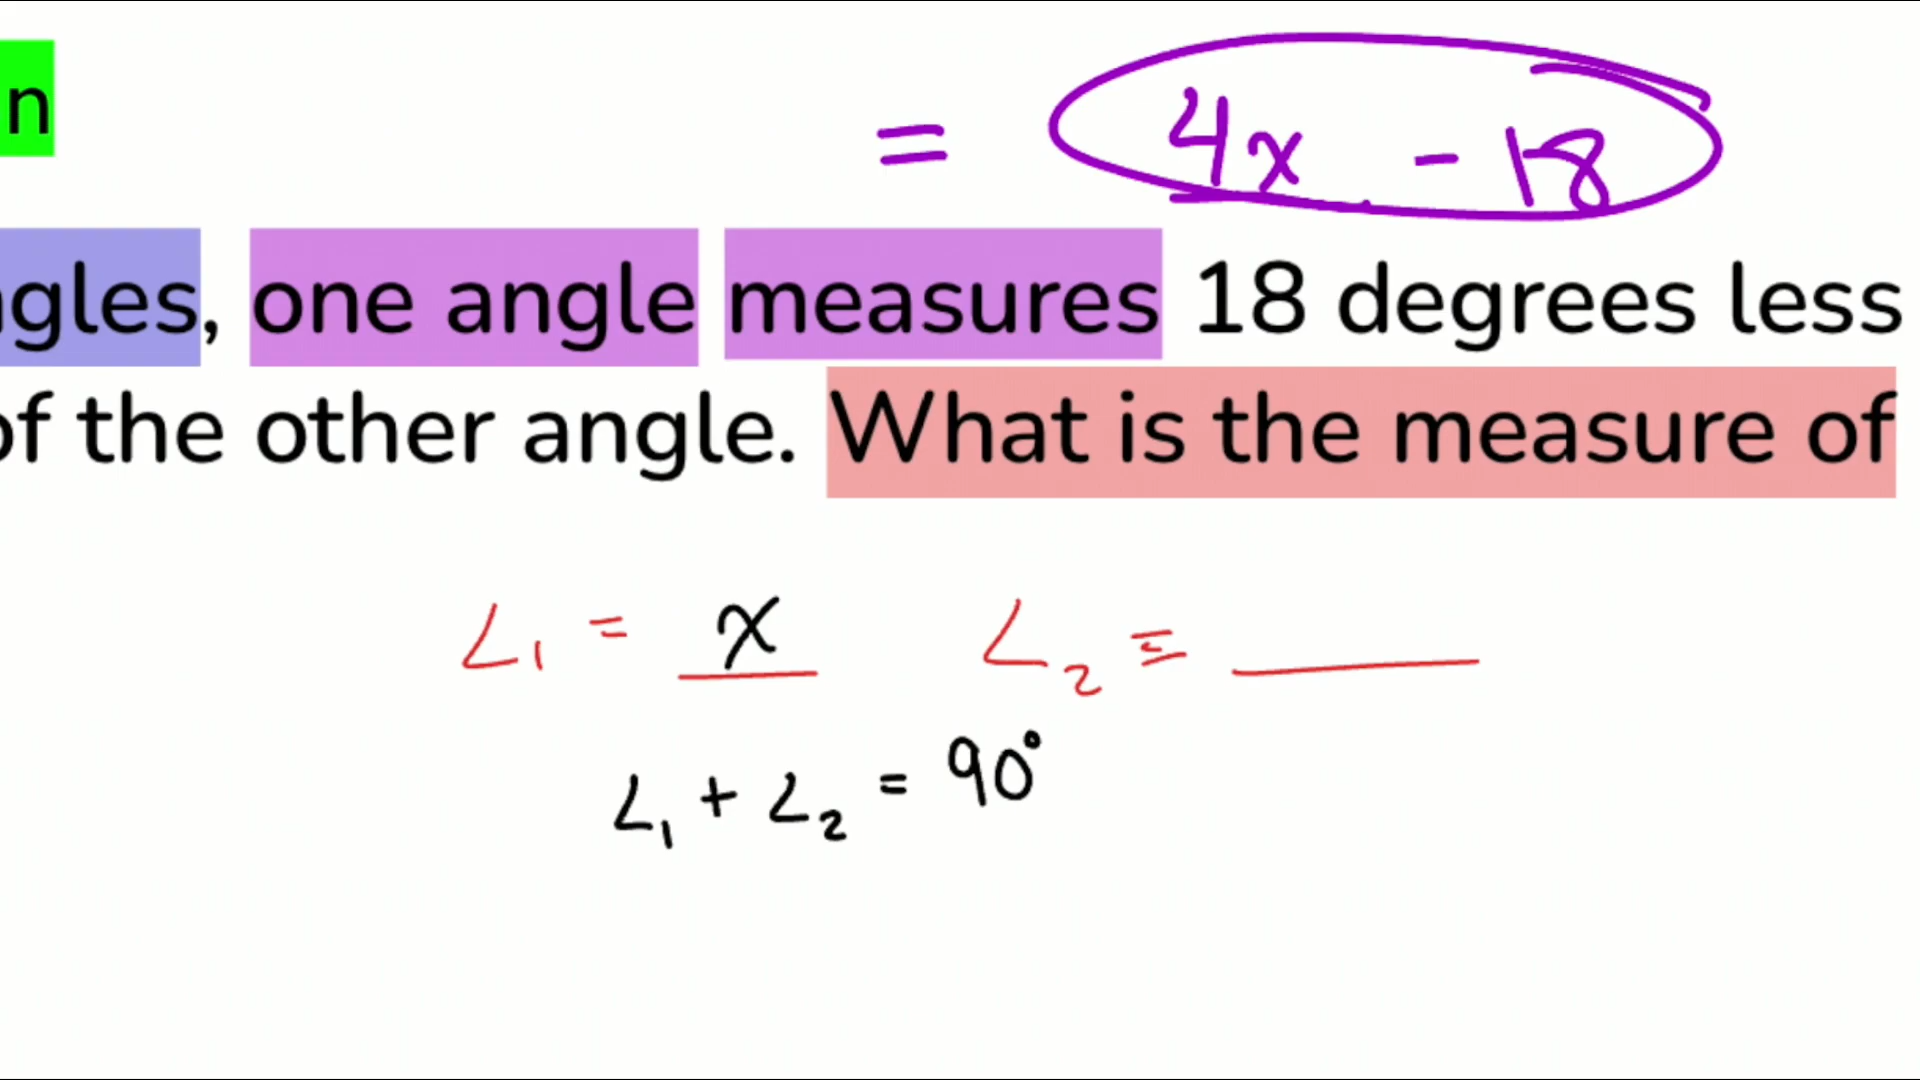 n
= 4x - 18
gles, one angle measures 18 degrees less
of the other angle. What is the measure of
∠1 = x ∠2 =
∠1 + ∠2 = 90°